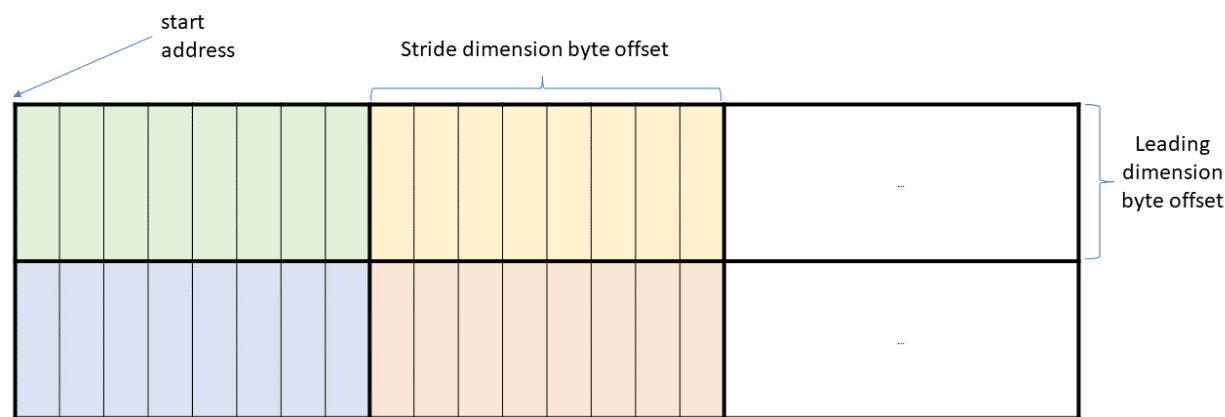 start
address
Stride dimension byte offset
Leading
dimension
byte offset
...
...